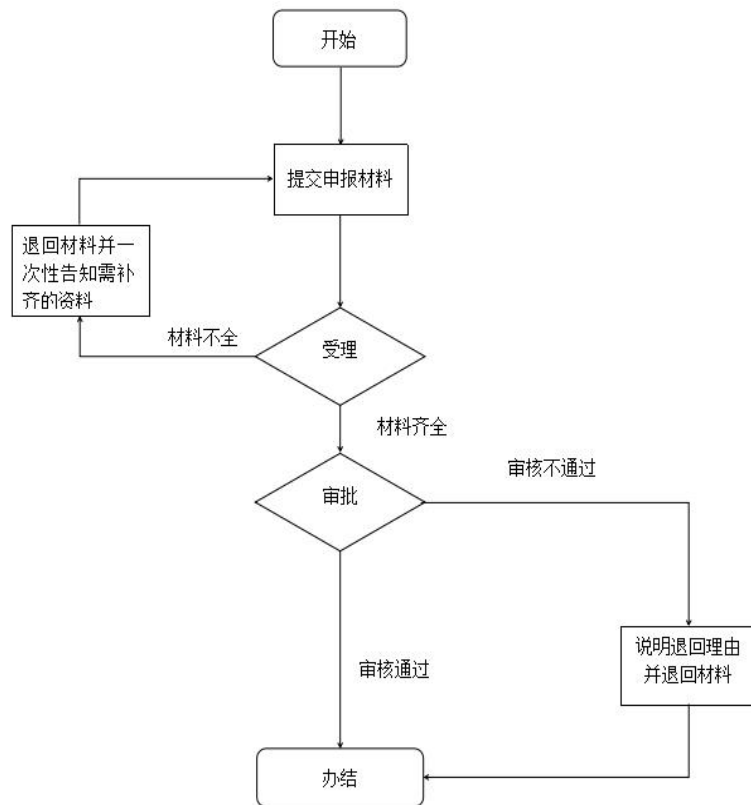 开始
提交申报材料
退回材料并一
次性告知需补
齐的资料
材料不全
受理
材料齐全
审批
审核不通过
说明退回理由
并退回材料
审核通过
办结